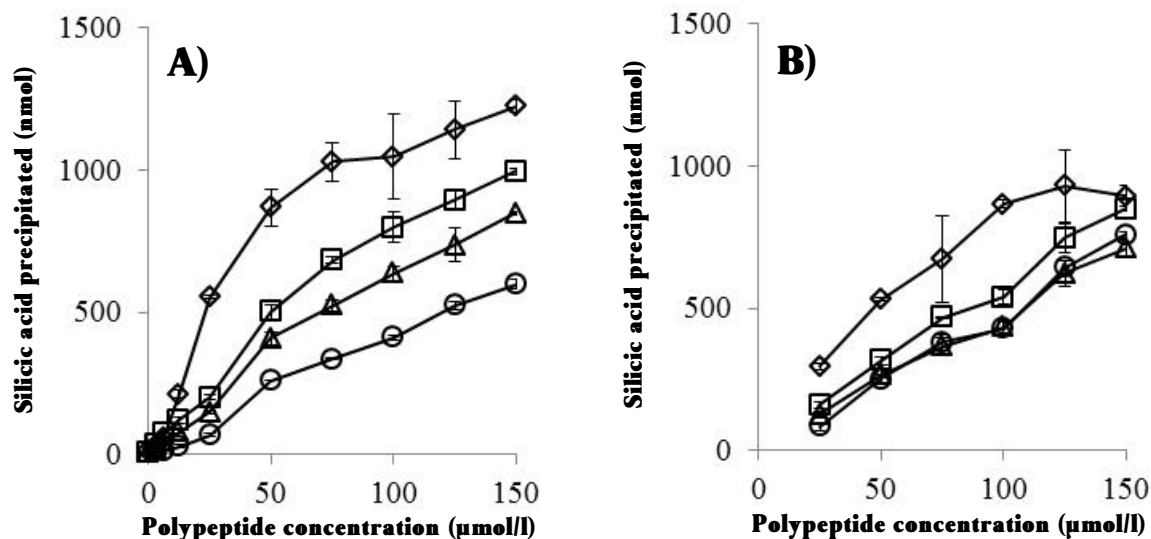 A)
Silicic acid precipitated (nmol)
1500
1000
500
0
0 50 100 150
Polypeptide concentration (µmol/l)
B)
Silicic acid precipitated (nmol)
1500
1000
500
0
0 50 100 150
Polypeptide concentration (µmol/l)